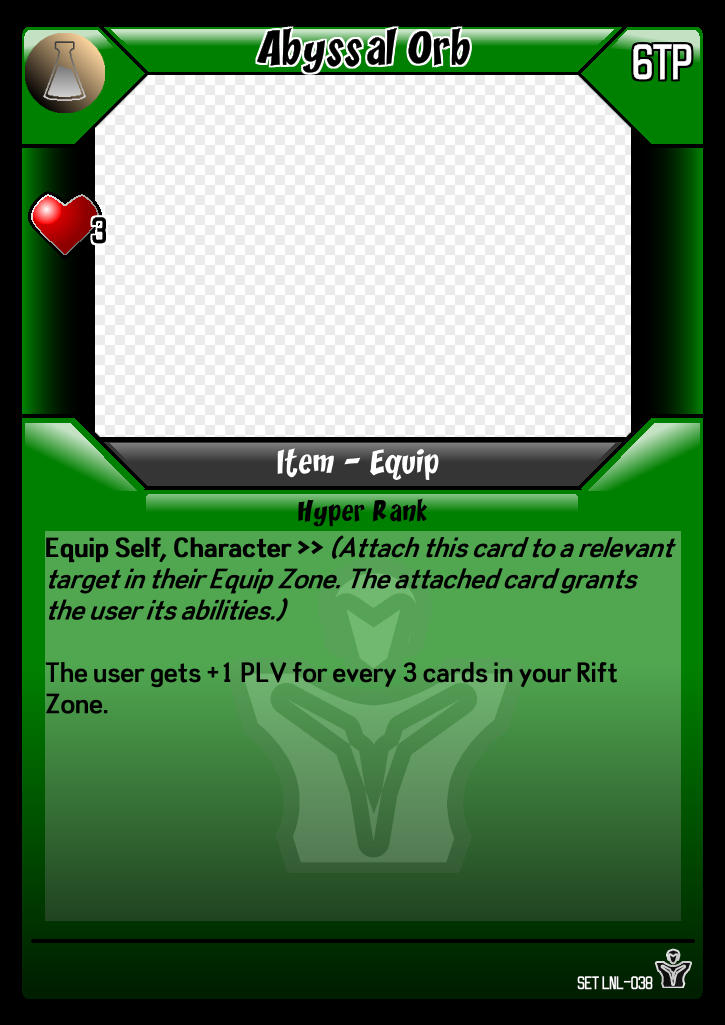 Abyssal Orb
6TP
3
Item - Equip
Hyper Rank
Equip Self, Character >> (Attach this card to a relevant
target in their Equip Zone. The attached card grants
the user its abilities.)
The user gets +1 PLV for every 3 cards in your Rift
Zone.
SET LNL-038